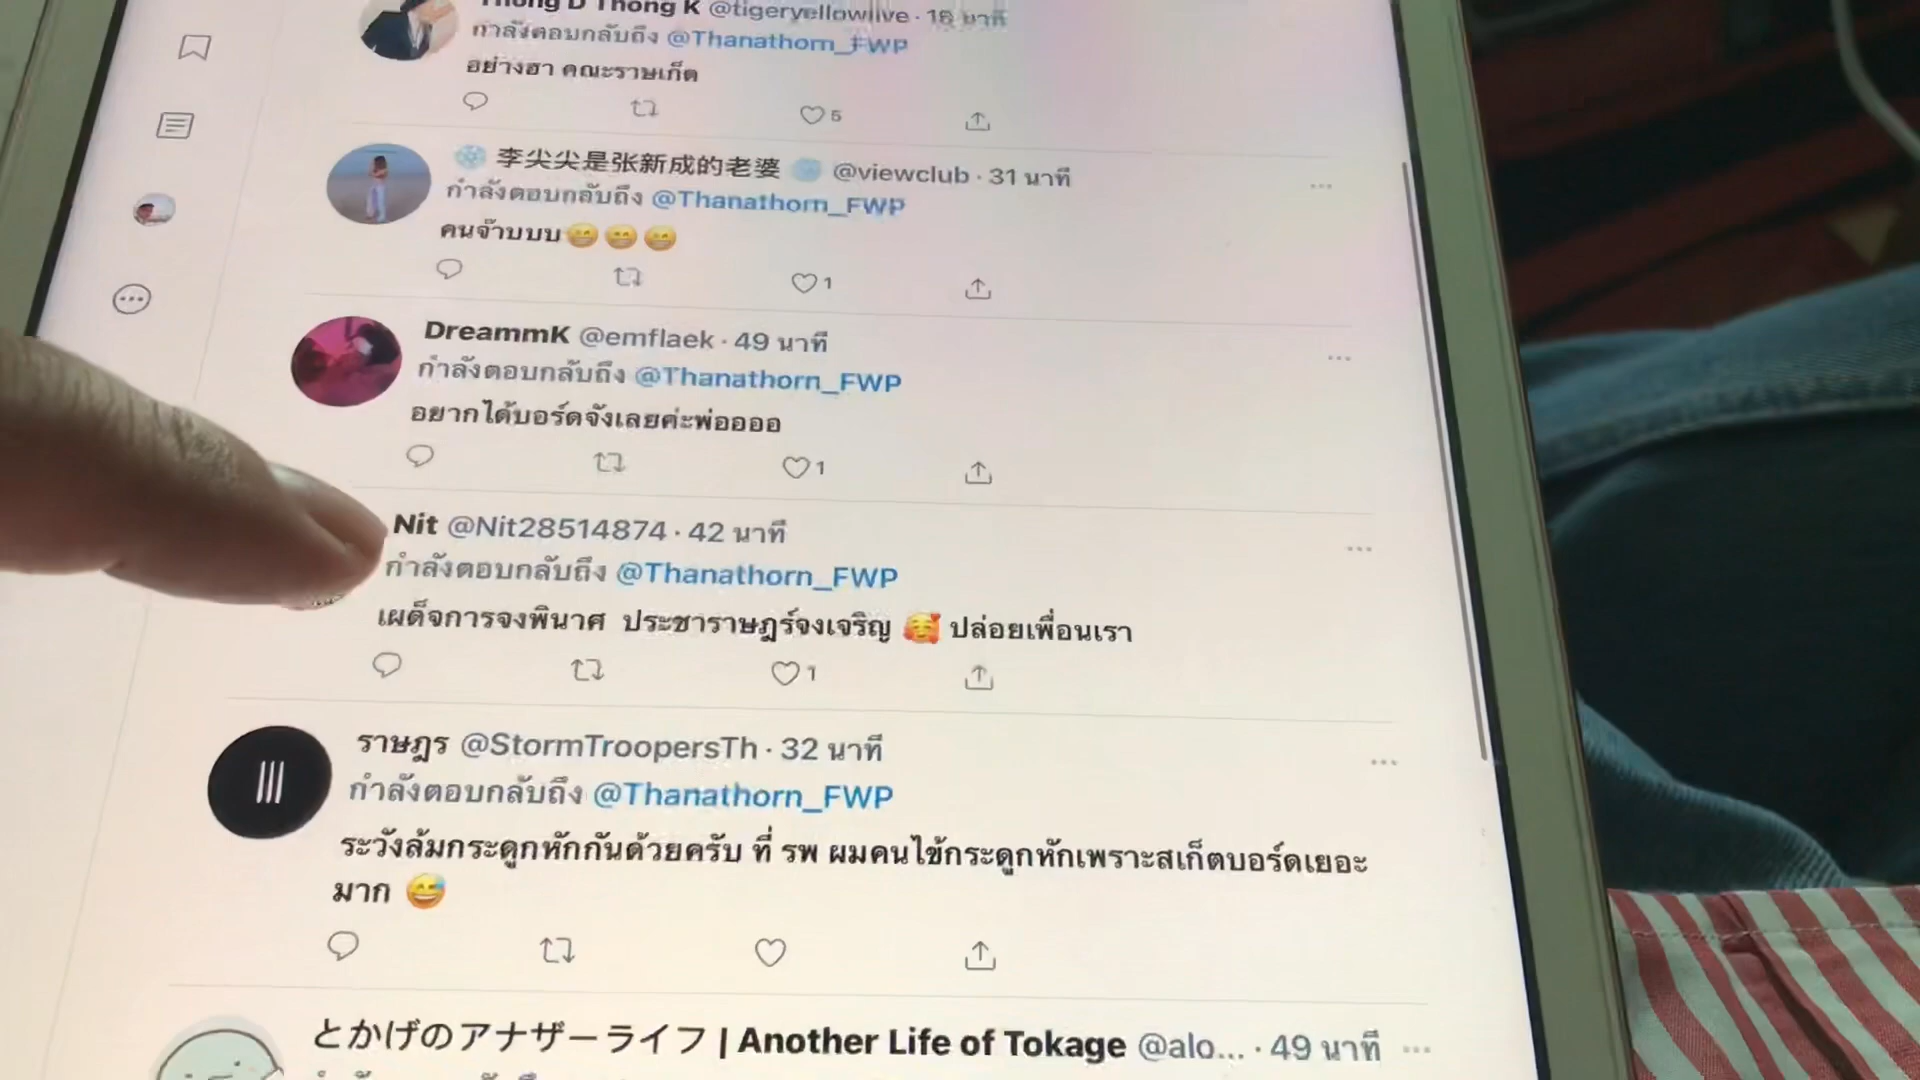 Thong D Thong K @tigeryellowlive · 18 นาที
กำลังตอบกลับถึง @Thanathorn_FWP
อย่างฮา คณะราษเก็ต
5
李尖尖是张新成的老婆 @viewclub · 31 นาที
กำลังตอบกลับถึง @Thanathorn_FWP
คนจ๊าบบบ😁😁😁
1
DreammK @emflaek · 49 นาที
กำลังตอบกลับถึง @Thanathorn_FWP
อยากได้บอร์ดจังเลยค่ะพ่ออออ
1
Nit @Nit28514874 · 42 นาที
กำลังตอบกลับถึง @Thanathorn_FWP
เผด็จการจงพินาศ ประชาราษฎร์จงเจริญ 🥰 ปล่อยเพื่อนเรา
1
ราษฎร @StormTroopersTh · 32 นาที
กำลังตอบกลับถึง @Thanathorn_FWP
ระวังล้มกระดูกหักกันด้วยครับ ที่ รพ ผมคนไข้กระดูกหักเพราะสเก็ตบอร์ดเยอะ
มาก 😅
とかげのアナザーライフ | Another Life of Tokage @alo... · 49 นาที